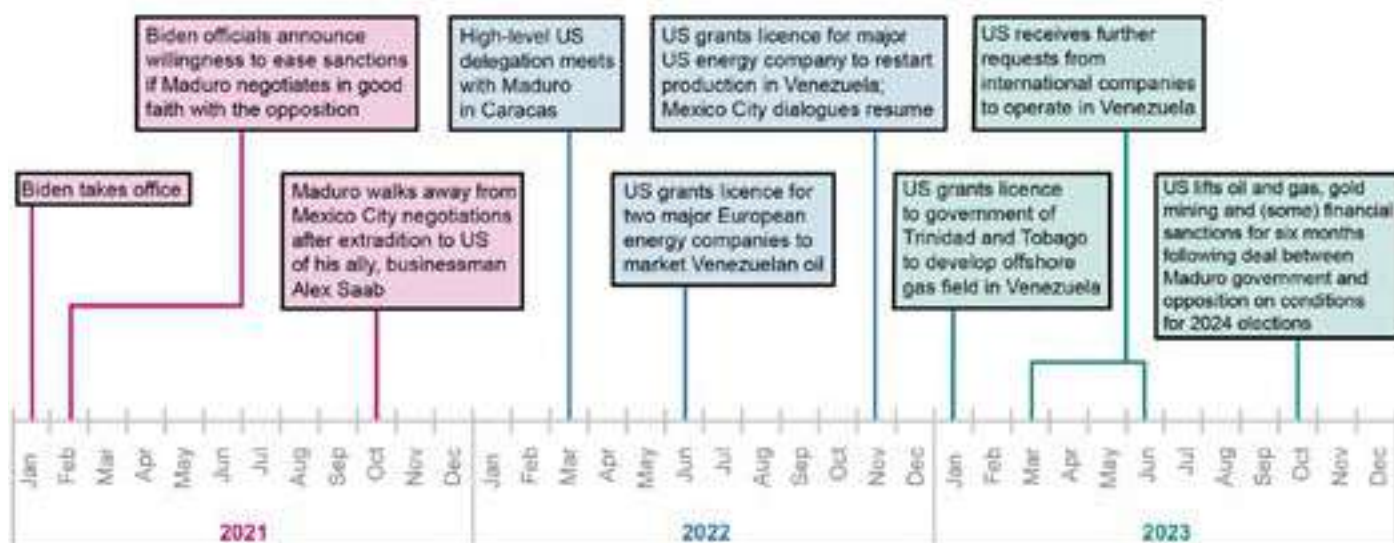 Biden officials announce
willingness to ease sanctions
if Maduro negotiates in good
faith with the opposition
High-level US
delegation meets
with Maduro
in Caracas
US grants licence for major
US energy company to restart
production in Venezuela;
Mexico City dialogues resume
US receives further
requests from
international companies
to operate in Venezuela
Biden takes office
Maduro walks away from
Mexico City negotiations
after extradition to US
of his ally, businessman
Alex Saab
US grants licence for
two major European
energy companies to
market Venezuelan oil
US grants licence
to government of
Trinidad and Tobago
to develop offshore
gas field in Venezuela
US lifts oil and gas, gold
mining and (some) financial
sanctions for six months
following deal between
Maduro government and
opposition on conditions
for 2024 elections
Jan Feb Mar Apr May Jun Jul Aug Sep Oct Nov Dec Jan Feb Mar Apr May Jun Jul Aug Sep Oct Nov Dec Jan Feb Mar Apr May Jun Jul Aug Sep Oct Nov Dec
2021 2022 2023